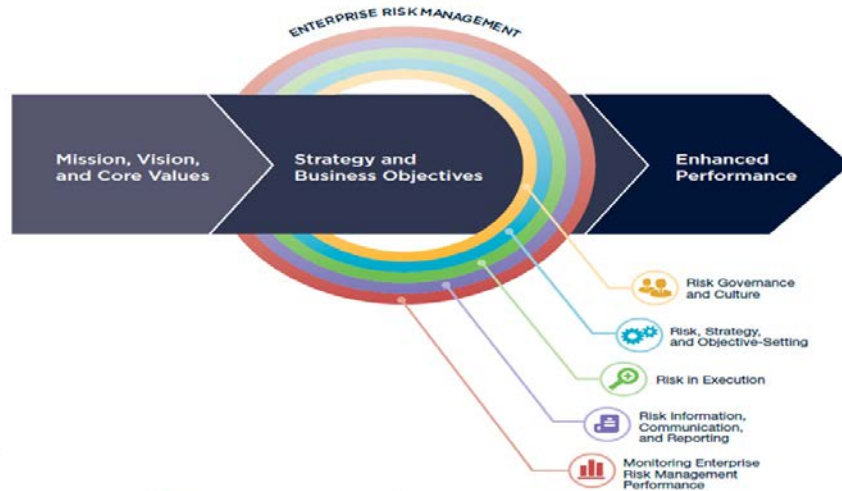 ENTERPRISE RISK MANAGEMENT
Mission, Vision,
and Core Values
Strategy and
Business Objectives
Enhanced
Performance
Risk Governance
and Culture
Risk, Strategy,
and Objective-Setting
Risk in Execution
Risk Information,
Communication,
and Reporting
Monitoring Enterprise
Risk Management
Performance